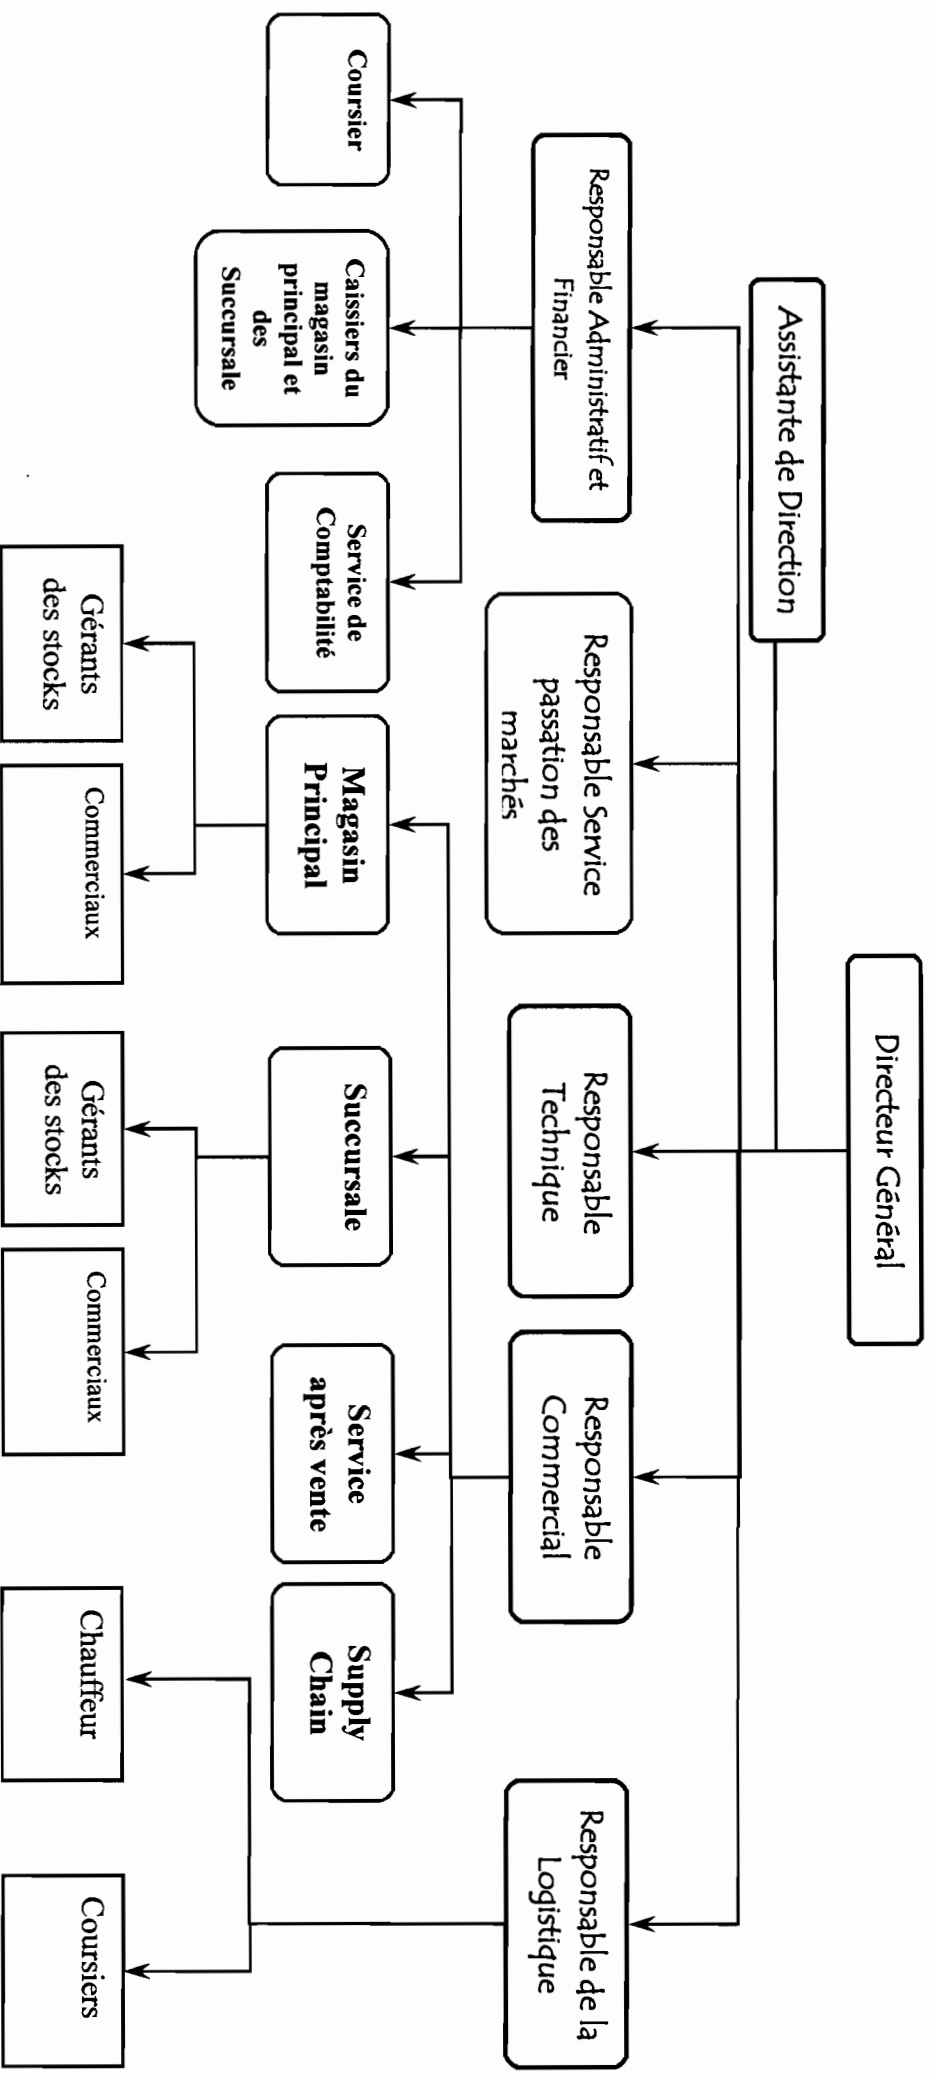 Directeur Général
Assistante de Direction
Responsable Administratif et
Financier
Responsable Service
passation des
marchés
Responsable
Technique
Responsable
Commercial
Responsable de la
Logistique
Coursier
Caissiers du
magasin
principal et
des
Succursale
Service de
Comptabilité
Magasin
Principal
Succursale
Service
après vente
Supply
Chain
Gérants
des stocks
Commerciaux
Gérants
des stocks
Commerciaux
Chauffeur
Coursiers